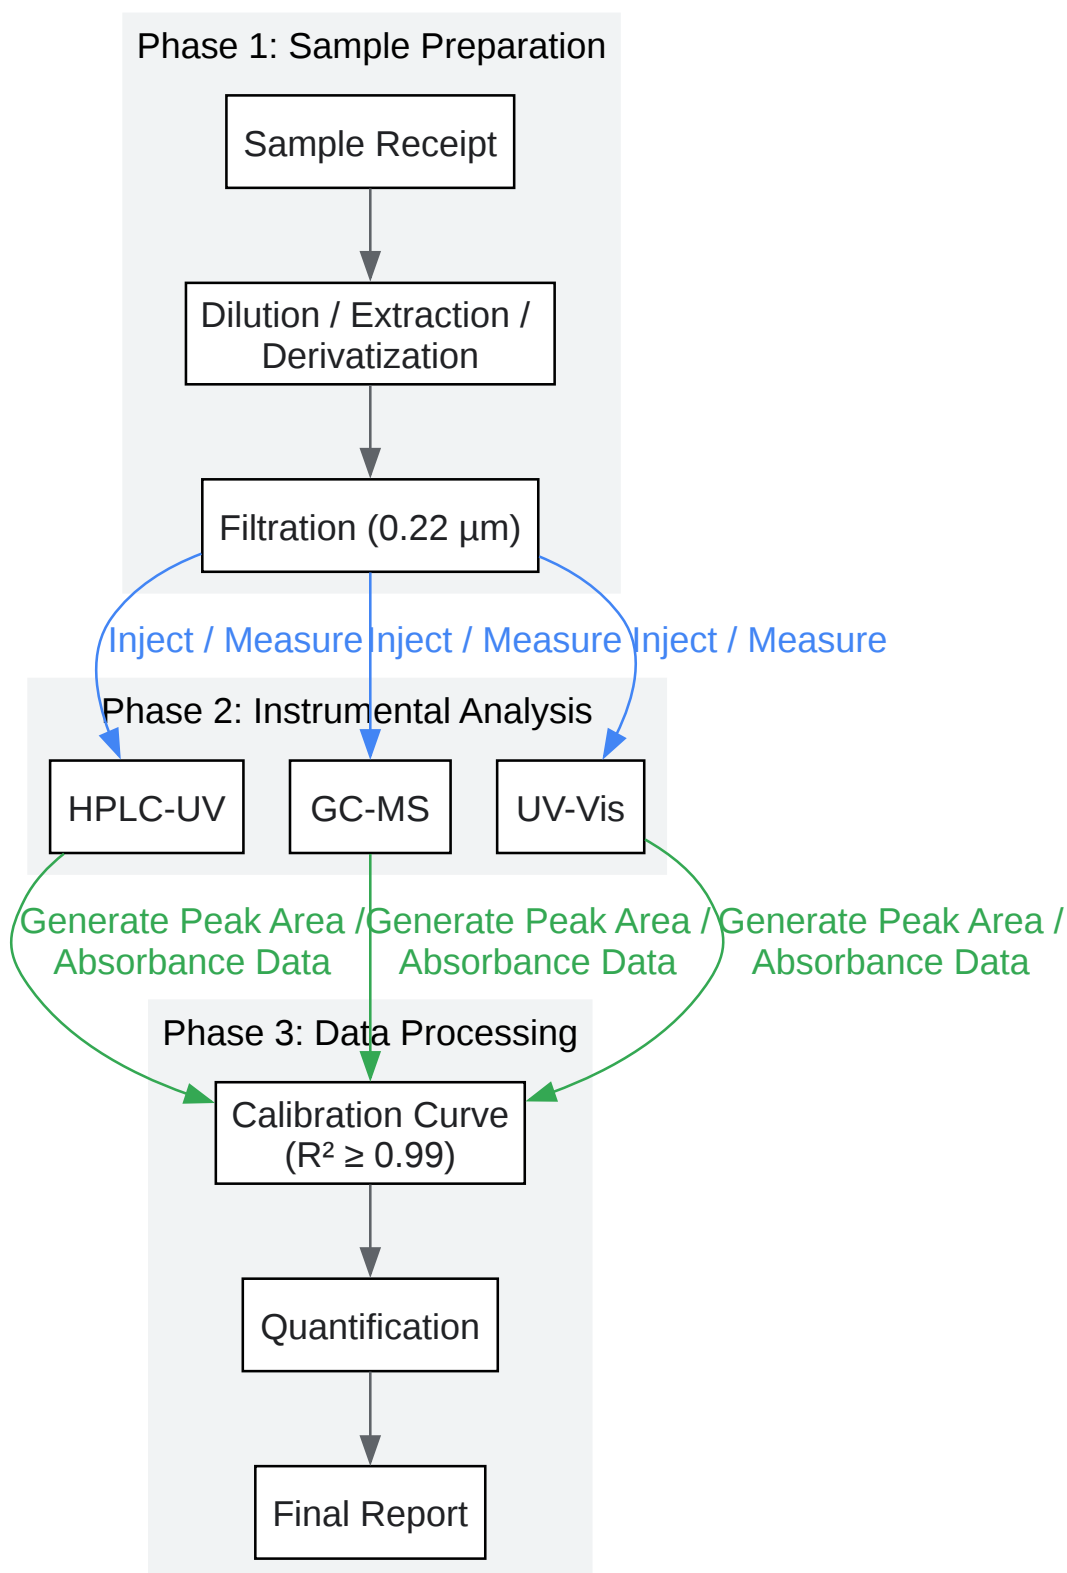 Phase 1: Sample Preparation
Sample Receipt
Dilution / Extraction /
Derivatization
Filtration (0.22 µm)
Inject / Measure
Inject / Measure
Inject / Measure
Phase 2: Instrumental Analysis
HPLC-UV
GC-MS
UV-Vis
Generate Peak Area /
Absorbance Data
Generate Peak Area /
Absorbance Data
Generate Peak Area /
Absorbance Data
Phase 3: Data Processing
Calibration Curve
(R² ≥ 0.99)
Quantification
Final Report